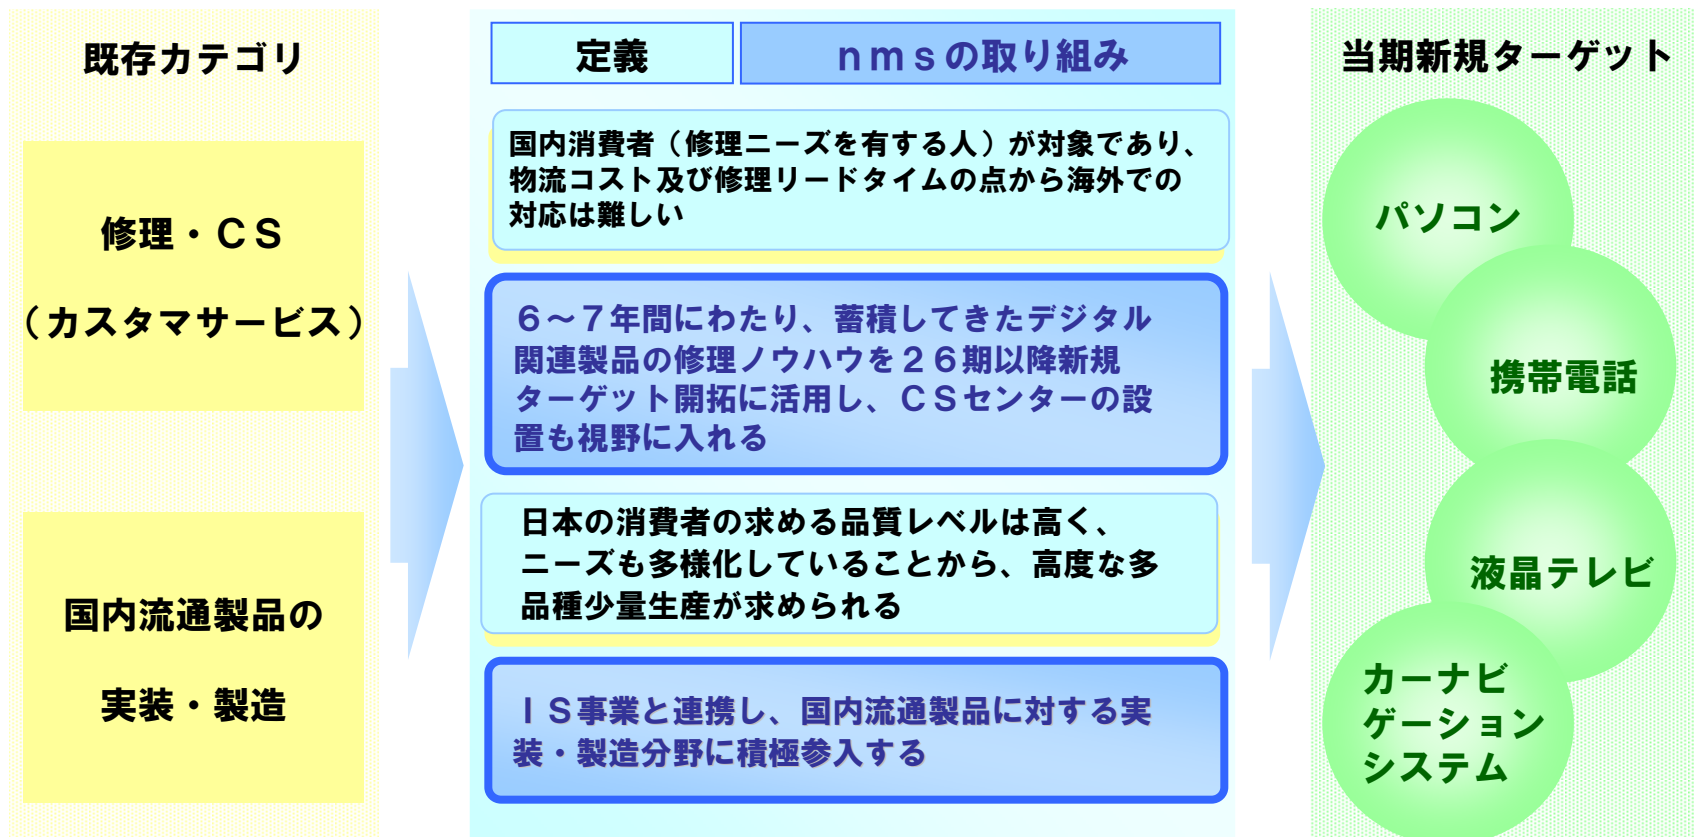 既存カテゴリ
修理・ＣＳ
（カスタマサービス）
国内流通製品の
実装・製造
定義
ｎｍｓの取り組み
国内消費者（修理ニーズを有する人）が対象であり、
物流コスト及び修理リードタイムの点から海外での
対応は難しい
６～７年間にわたり、蓄積してきたデジタル
関連製品の修理ノウハウを２６期以降新規
ターゲット開拓に活用し、ＣＳセンターの設
置も視野に入れる
日本の消費者の求める品質レベルは高く、
ニーズも多様化していることから、高度な多
品種少量生産が求められる
ＩＳ事業と連携し、国内流通製品に対する実
装・製造分野に積極参入する
当期新規ターゲット
パソコン
携帯電話
液晶テレビ
カーナビ
ゲーション
システム